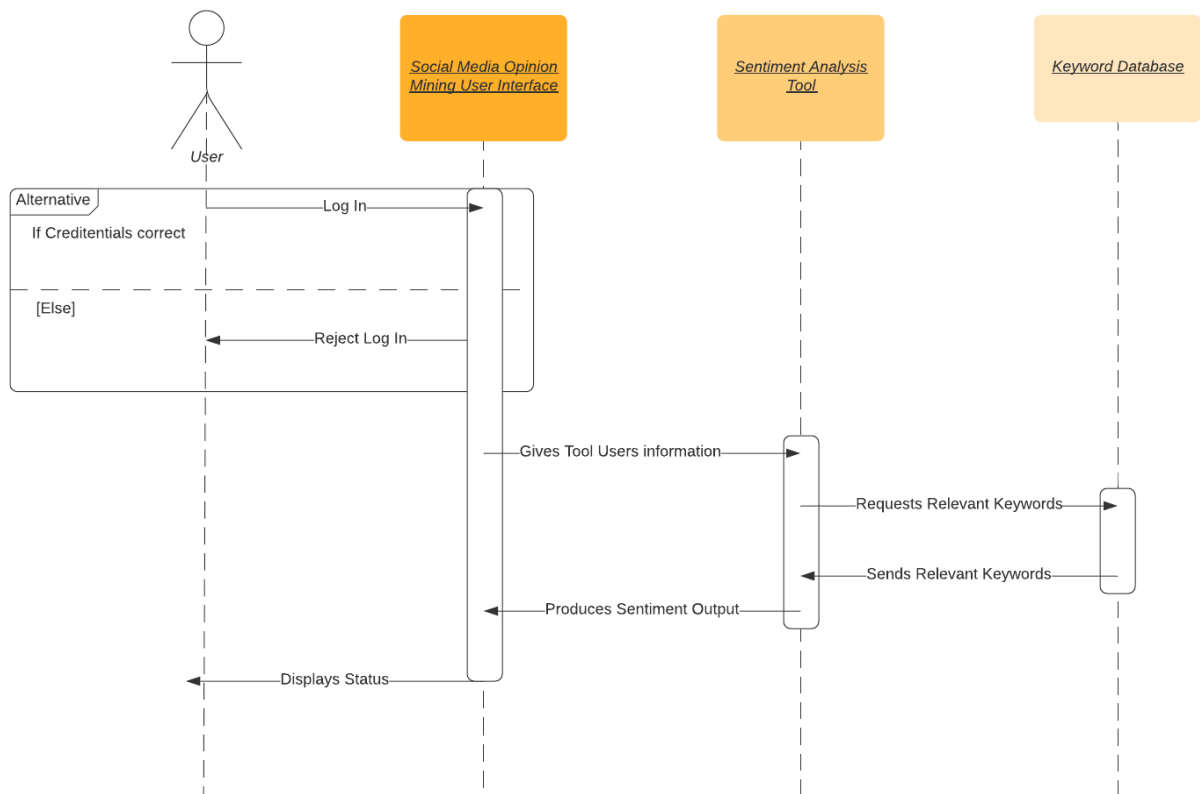 Social Media Opinion
Mining User Interface
Sentiment Analysis
Tool
Keyword Database
User
Alternative
Log In
If Creditentials correct
[Else]
Reject Log In
Gives Tool Users information
Requests Relevant Keywords
Sends Relevant Keywords
Produces Sentiment Output
Displays Status